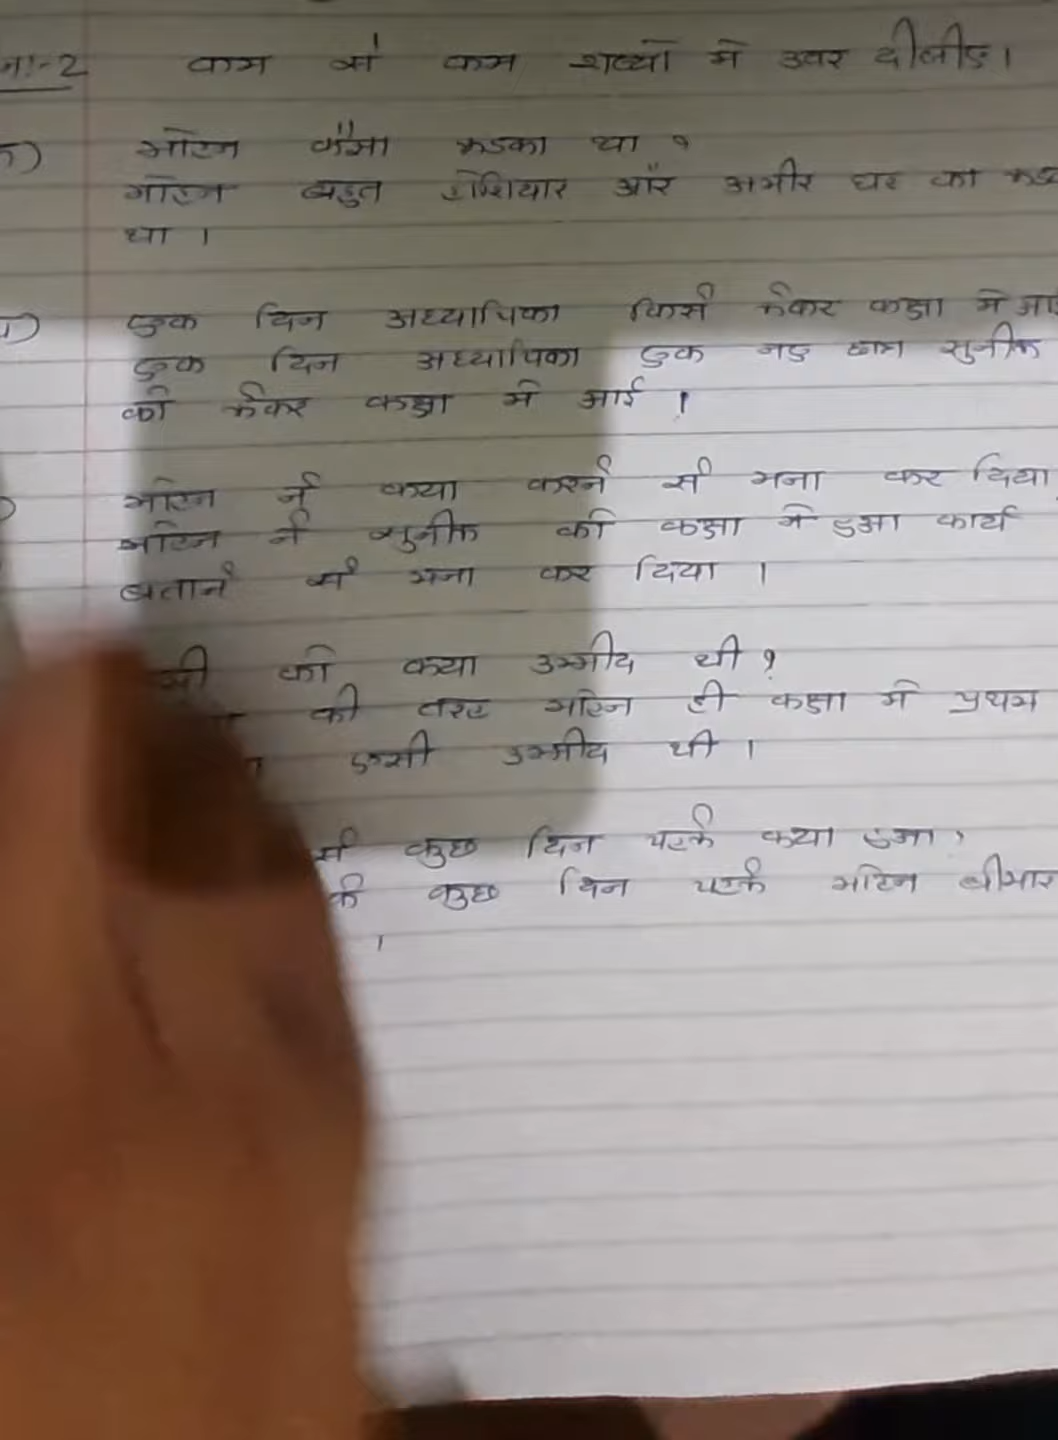 कम से कम शब्दों में उत्तर दीजीए।
मोहन कैसा लडका था ?
मोहन बहुत होशियार और अमीर घर का
था ।
एक दिन अध्यापिका किसे लेकर कक्षा मे
एक दिन अध्यापिका एक नए छात्र सुनील
को लेकर कक्षा मे आई ।
मोहन ने क्या करने से मना कर दिया
मोहन ने सुनील को कक्षा मे हुआ कार्य
बताने से मना कर दिया ।
को क्या उम्मीद थी ?
की तरह मोहन ही कक्षा मे प्रथम
ऐसी उम्मीद थी ।
से कुछ दिन पहले क्या हुआ,
के कुछ दिन पहले मोहन बीमार
।